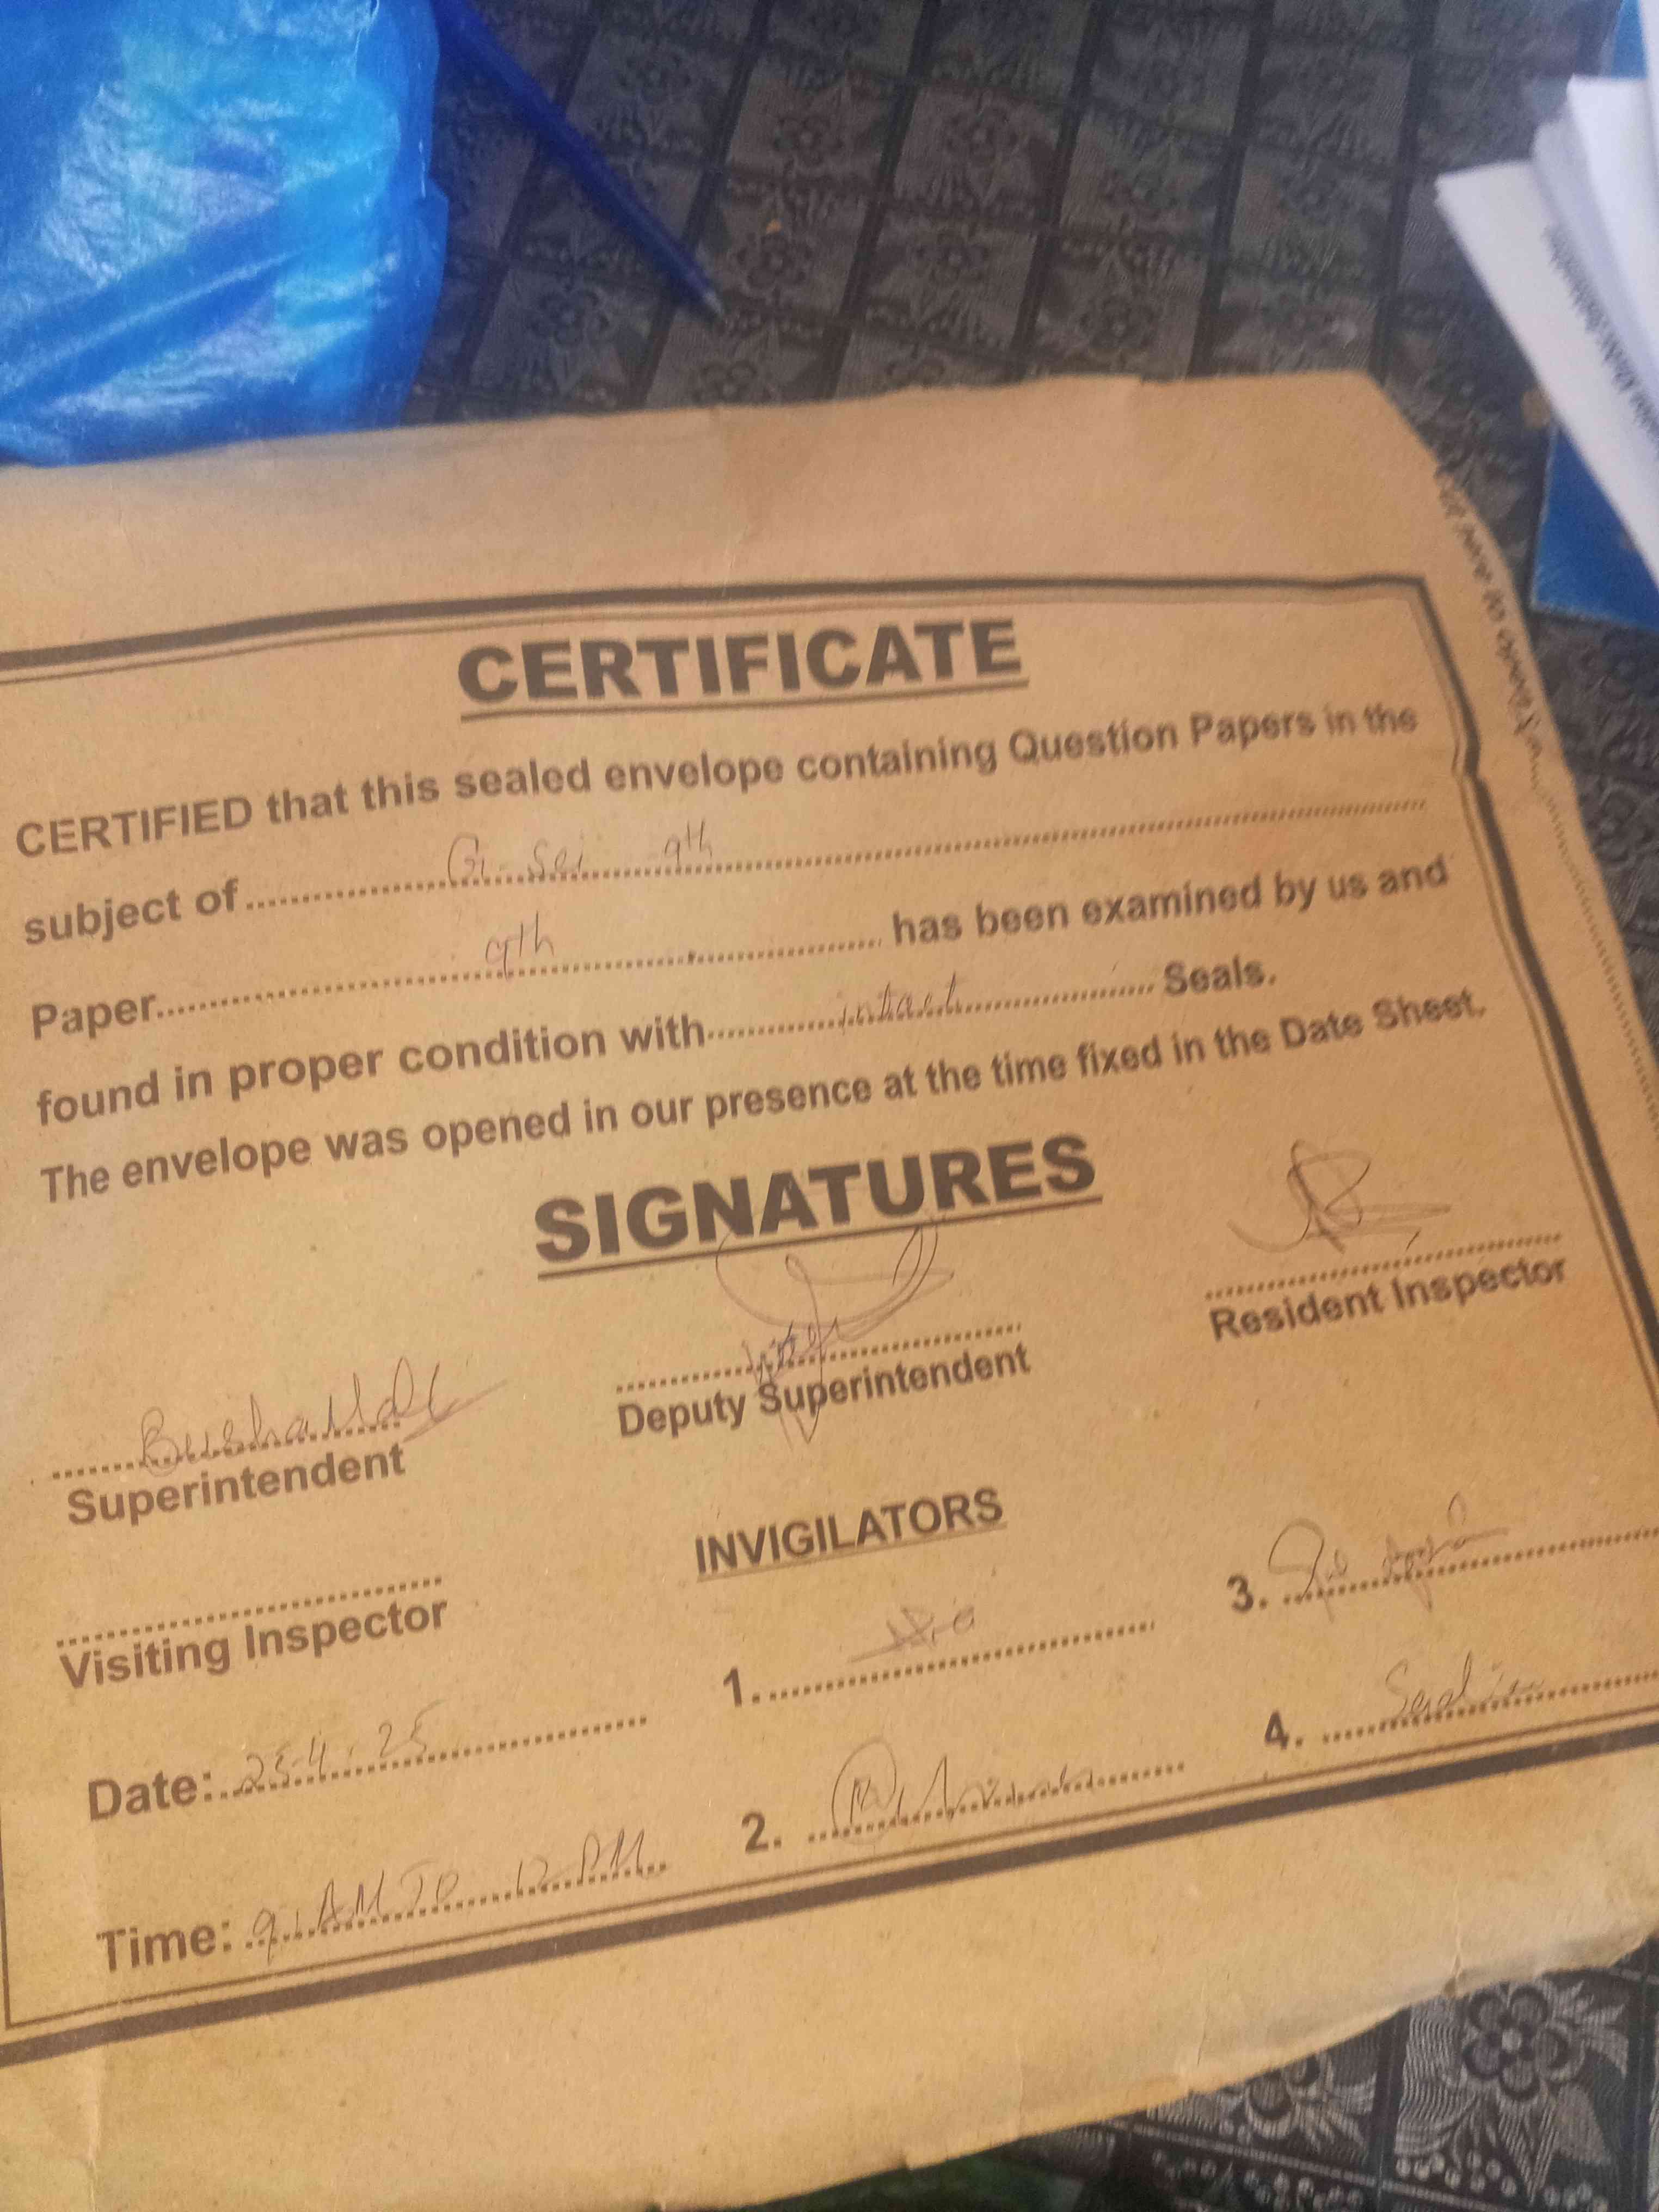 CERTIFICATE
CERTIFIED that this sealed envelope containing Question Papers in the
subject of G. Sci 9th
Paper 9th has been examined by us and
found in proper condition with intact Seals.
The envelope was opened in our presence at the time fixed in the Date Sheet.
SIGNATURES
Resident Inspector
Deputy Superintendent
Superintendent
INVIGILATORS
Visiting Inspector
1.
3.
Date: 25-4-25
2.
4.
Time: 9: AM TO 12 PM